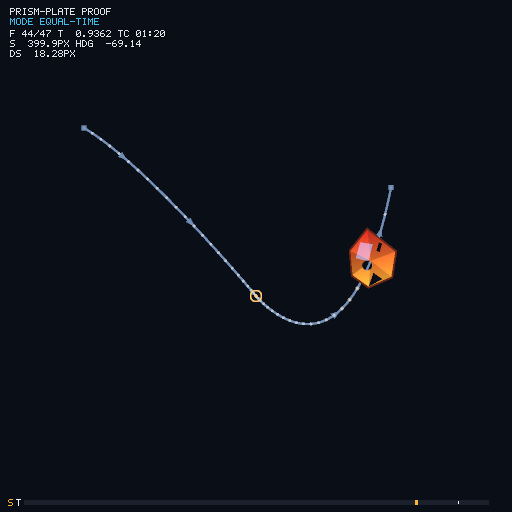 PRISM-PLATE PROOF
MODE EQUAL-TIME
F 44/47 T 0.9362 TC 01:20
S 399.9PX HDG -69.14
DS 18.28PX
ST